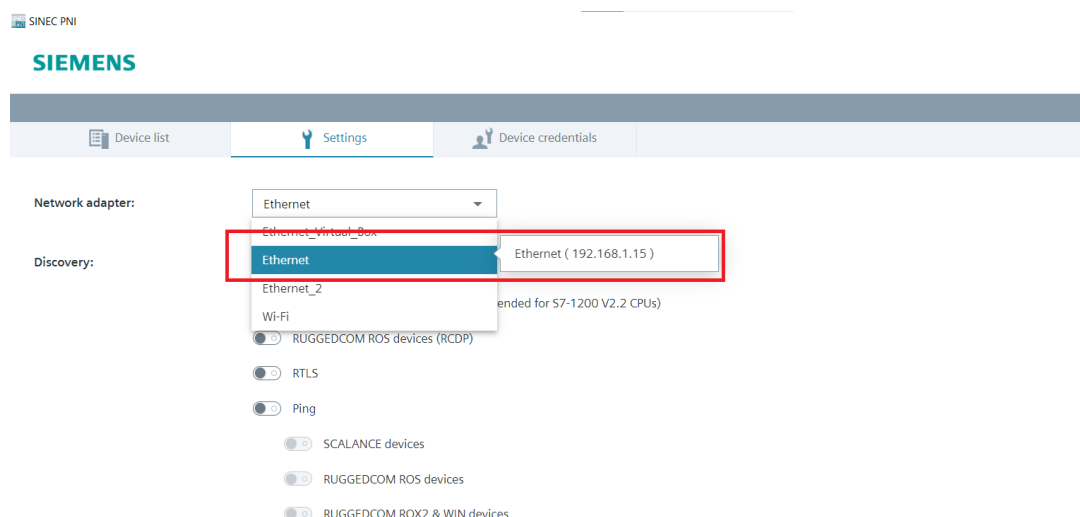 SINEC PNI
SIEMENS
Device list
Settings
Device credentials
Network adapter:
Ethernet
Ethernet_Virtual_Box
Ethernet
Ethernet ( 192.168.1.15 )
Discovery:
Ethernet_2
ended for S7-1200 V2.2 CPUs)
Wi-Fi
RUGGEDCOM ROS devices (RCDP)
RTLS
Ping
SCALANCE devices
RUGGEDCOM ROS devices
RUGGEDCOM ROX2 & WIN devices